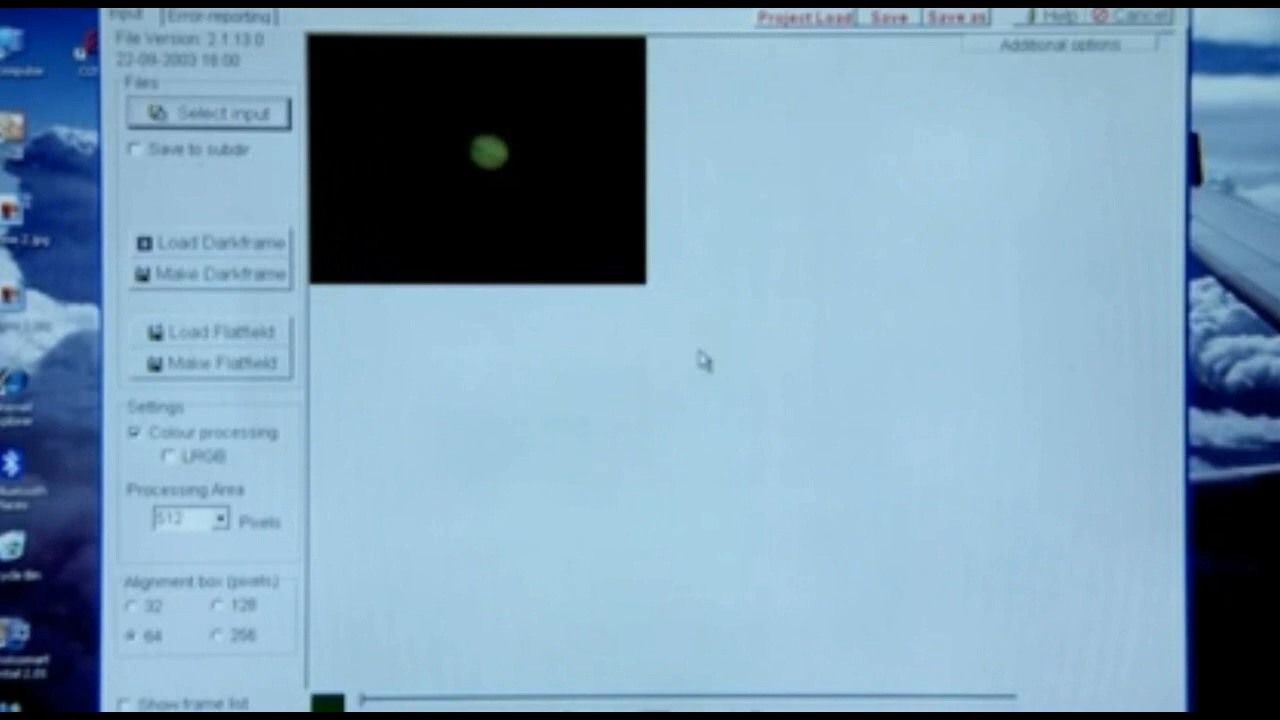 Input Error-reporting Project Load Save Save as Help Cancel
File Version: 2.1.13.0
22-09-2003 16:00
Additional options
Files
Select input
Save to subdir
Load Darkframe
Make Darkframe
Load Flatfield
Make Flatfield
Settings
Colour processing
LRGB
Processing Area
512 Pixels
Alignment box (pixels)
32 128
64 256
Show frame list